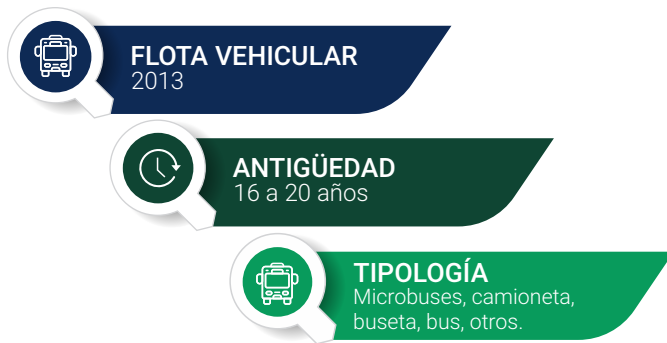 FLOTA VEHICULAR
2013
ANTIGÜEDAD
16 a 20 años
TIPOLOGÍA
Microbuses, camioneta,
buseta, bus, otros.